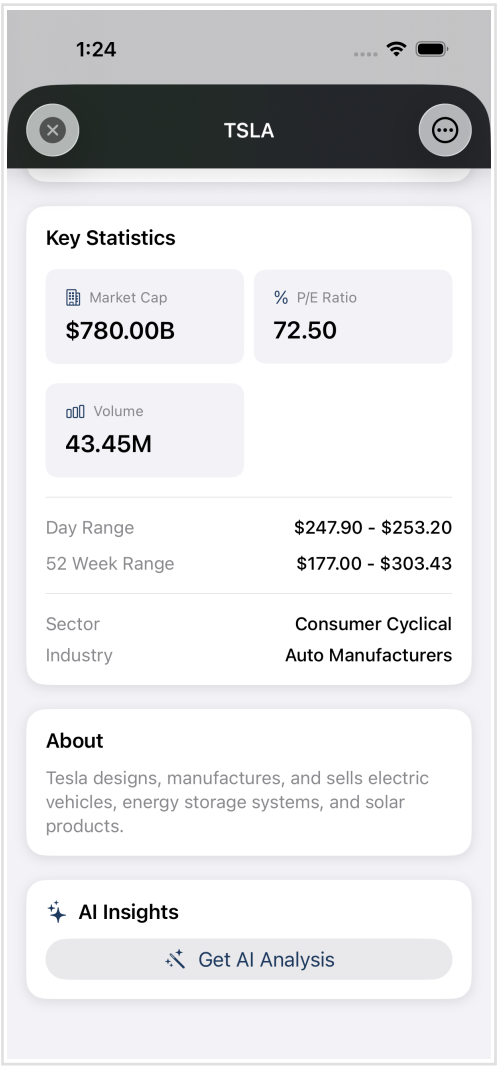 1:24
TSLA
Key Statistics
Market Cap
$780.00B
% P/E Ratio
72.50
Volume
43.45M
Day Range $247.90 - $253.20
52 Week Range $177.00 - $303.43
Sector Consumer Cyclical
Industry Auto Manufacturers
About
Tesla designs, manufactures, and sells electric
vehicles, energy storage systems, and solar
products.
AI Insights
Get AI Analysis